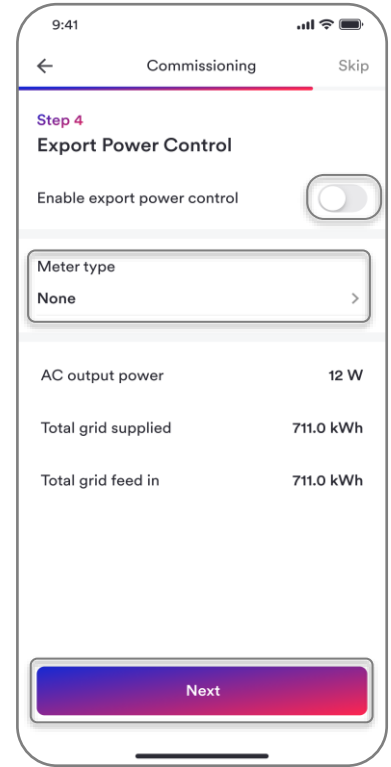 9:41
Commissioning Skip
Step 4
Export Power Control
Enable export power control
Meter type
None
AC output power 12 W
Total grid supplied 711.0 kWh
Total grid feed in 711.0 kWh
Next